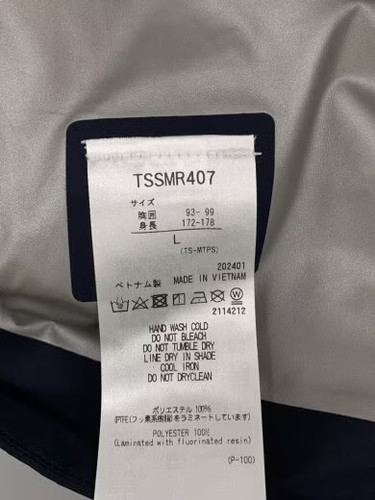 TSSMR407
サイズ
胸囲 93- 99
身長 172-178
L
(TS-MTPS)
202401
ベトナム製 MADE IN VIETNAM
2114212
HAND WASH COLD
DO NOT BLEACH
DO NOT TUMBLE DRY
LINE DRY IN SHADE
COOL IRON
DO NOT DRYCLEAN
ポリエステル 100%
(PTFE(フッ素系樹脂)をラミネートしています)
POLYESTER 100%
(Laminated with fluorinated resin)
(P-100)